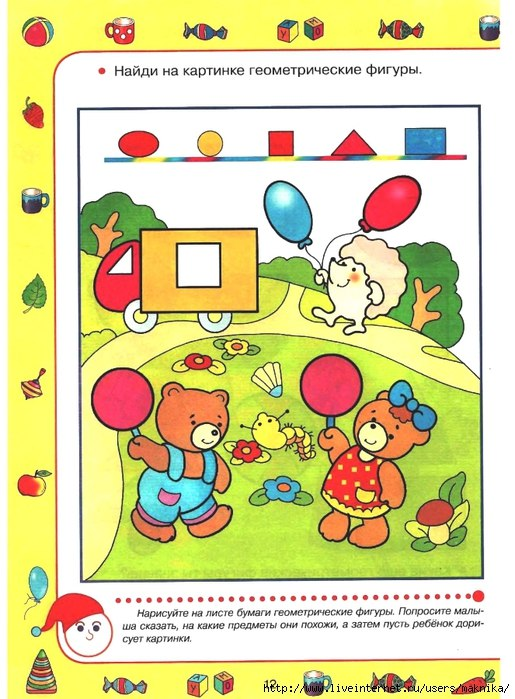 Найди на картинке геометрические фигуры.
Нарисуйте на листе бумаги геометрические фигуры. Попросите малы-
ша сказать, на какие предметы они похожи, а затем пусть ребёнок дори-
сует картинки.
12
http://www.liveinternet.ru/users/maknika/